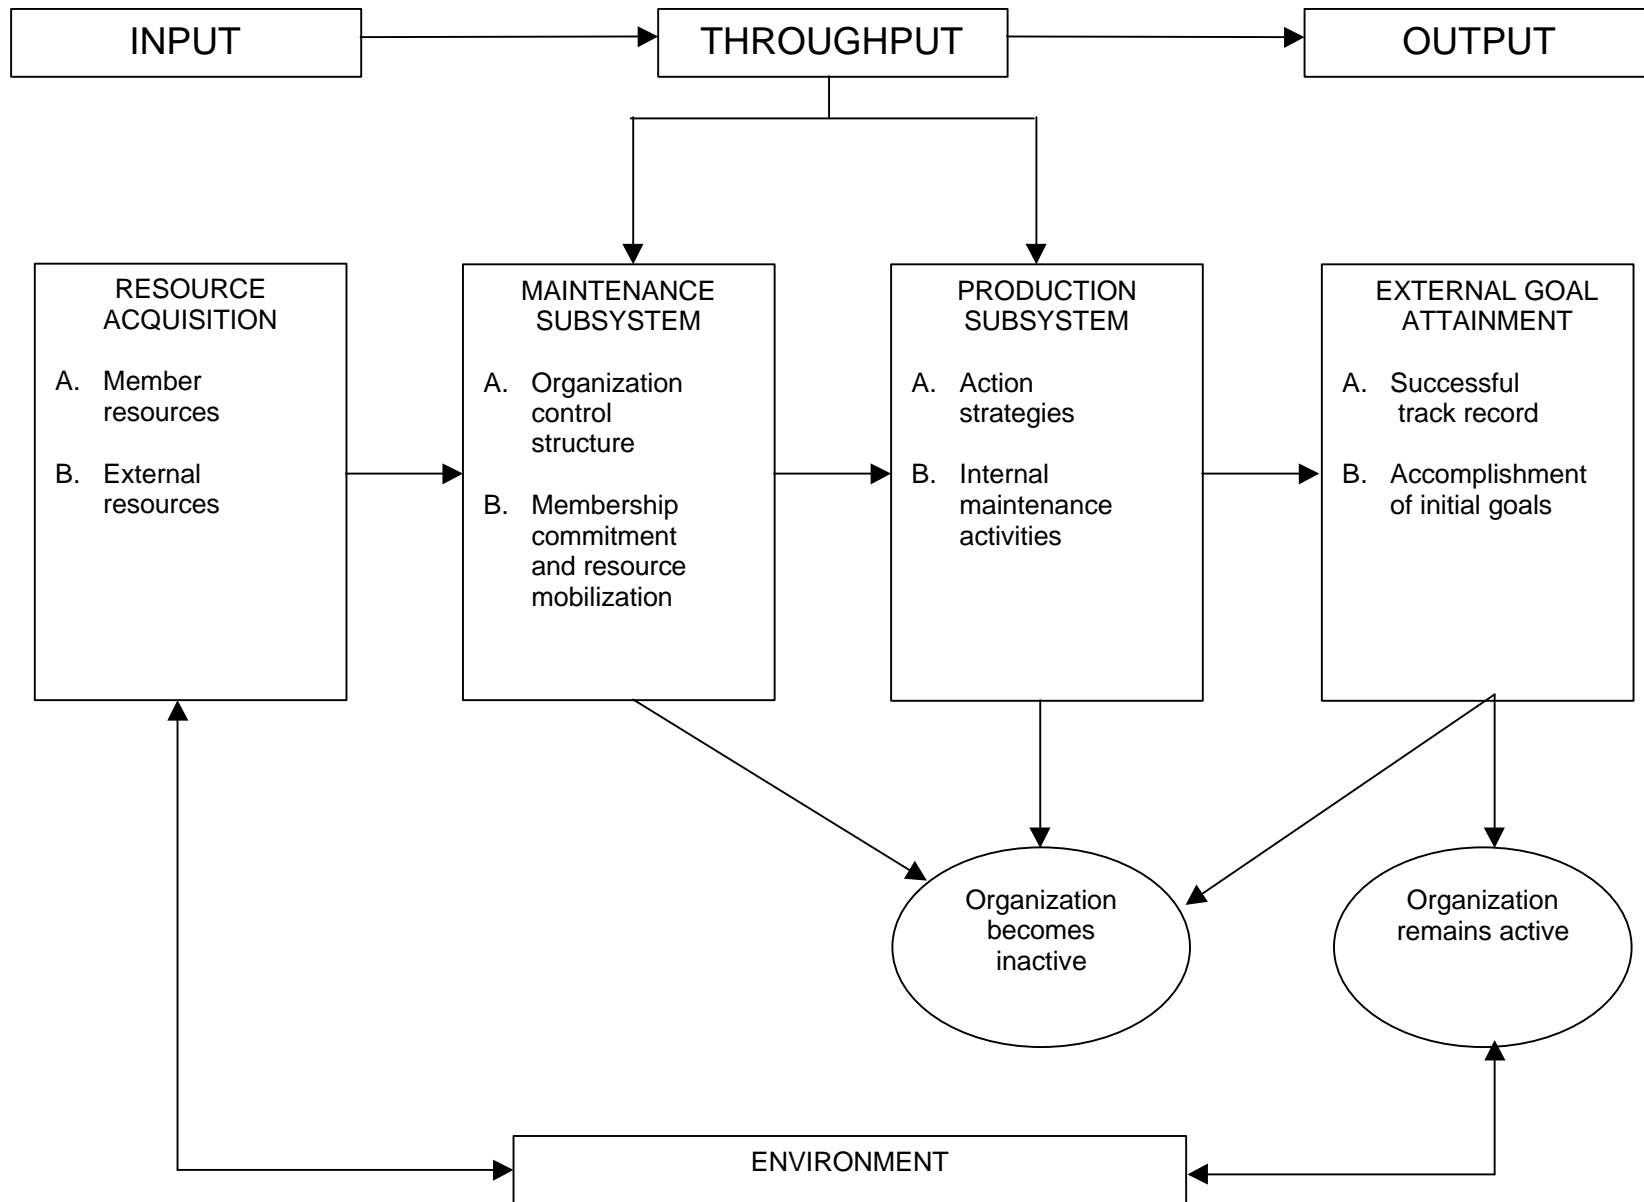 INPUT
THROUGHPUT
OUTPUT
RESOURCE
ACQUISITION
A. Member
resources
B. External
resources
MAINTENANCE
SUBSYSTEM
A. Organization
control
structure
B. Membership
commitment
and resource
mobilization
PRODUCTION
SUBSYSTEM
A. Action
strategies
B. Internal
maintenance
activities
EXTERNAL GOAL
ATTAINMENT
A. Successful
track record
B. Accomplishment
of initial goals
Organization
becomes
inactive
Organization
remains active
ENVIRONMENT